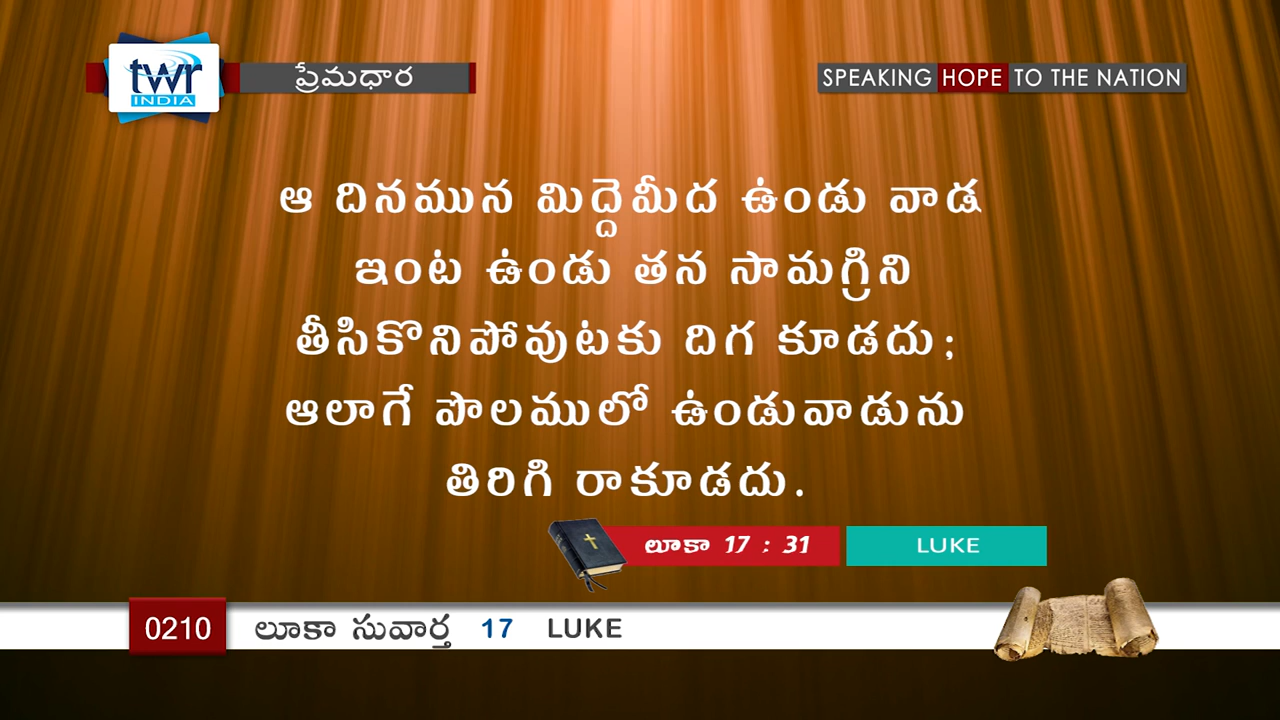 twr
INDIA
ప్రేమధార
SPEAKING HOPE TO THE NATION
ఆ దినమున మిద్దెమీద ఉండు వాడ
ఇంట ఉండు తన సామగ్రిని
తీసికొనిపోవుటకు దిగ కూడదు;
ఆలాగే పొలములో ఉండువాడును
తిరిగి రాకూడదు.
లూకా 17 : 31
LUKE
0210 లూకా సువార్త 17 LUKE